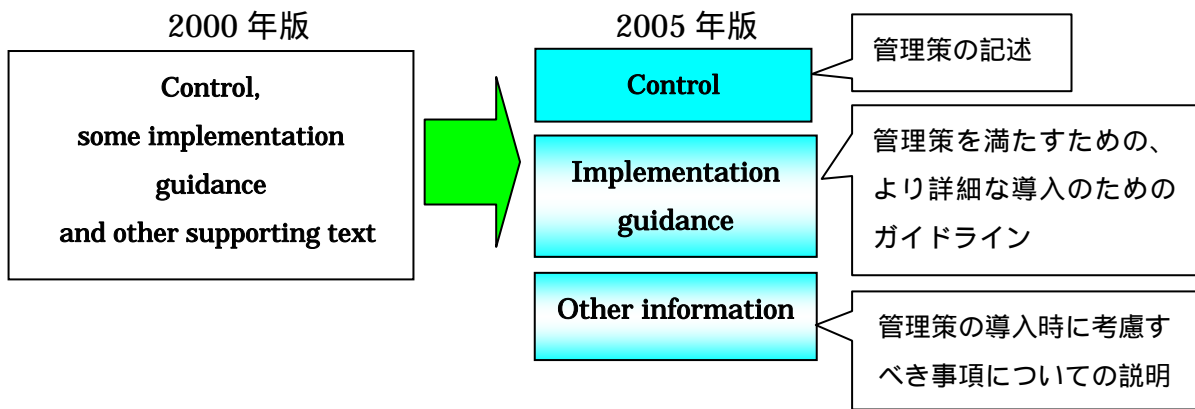 2000 年版
Control,
some implementation
guidance
and other supporting text
2005 年版
Control
管理策の記述
Implementation
guidance
管理策を満たすための、
より詳細な導入のための
ガイドライン
Other information
管理策の導入時に考慮す
べき事項についての説明